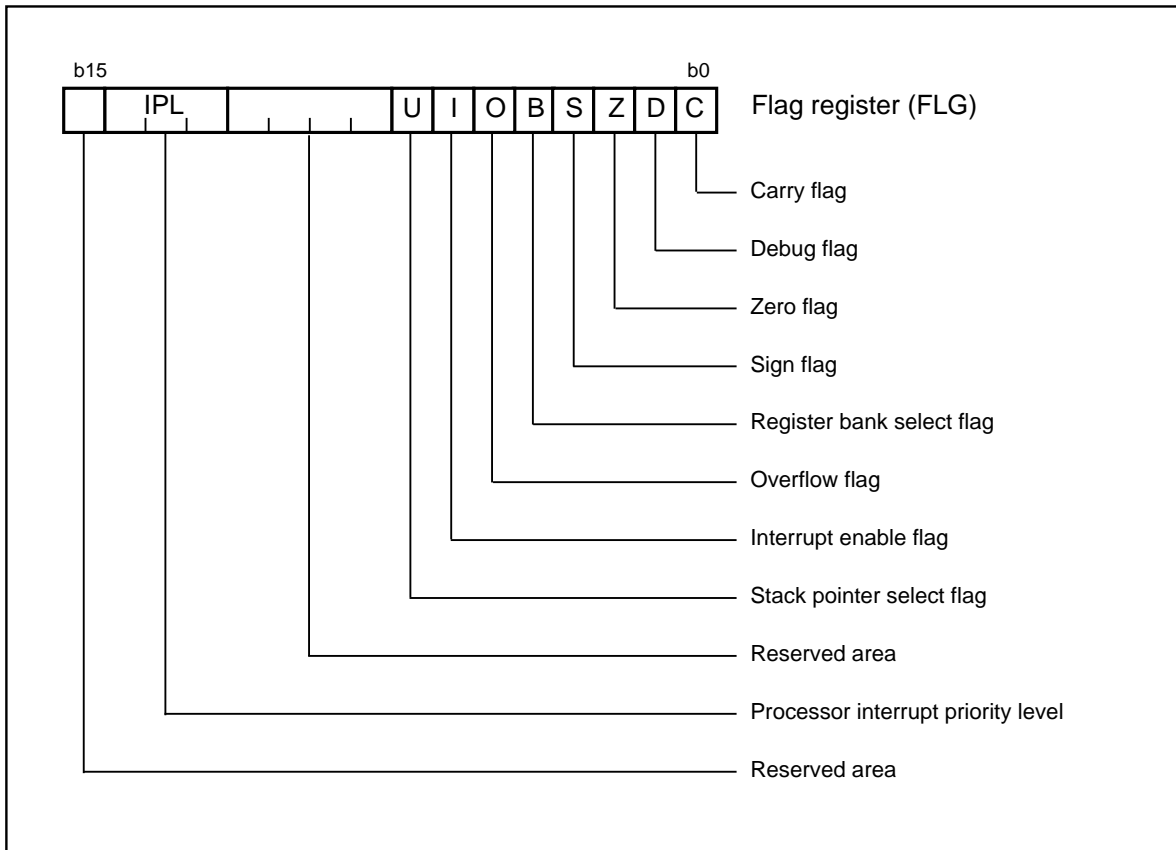 b15 b0
IPL U I O B S Z D C Flag register (FLG)
Carry flag
Debug flag
Zero flag
Sign flag
Register bank select flag
Overflow flag
Interrupt enable flag
Stack pointer select flag
Reserved area
Processor interrupt priority level
Reserved area